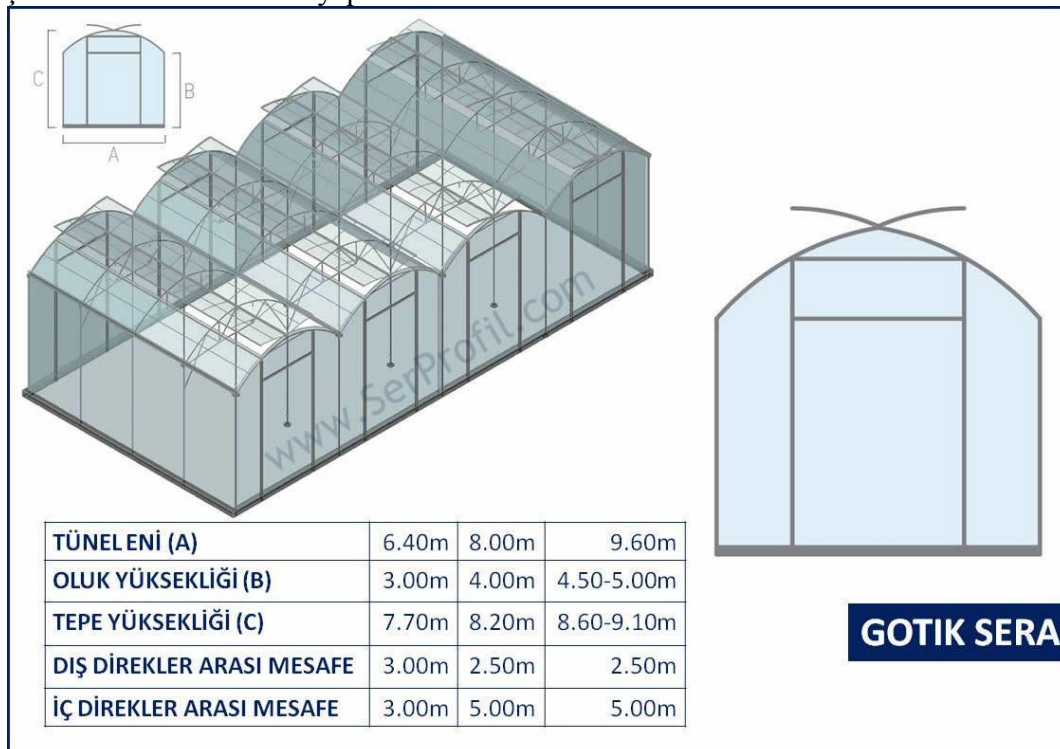 C
B
A
www.SerProfil.com
TÜNEL ENİ (A) 6.40m 8.00m 9.60m
OLUK YÜKSEKLİĞİ (B) 3.00m 4.00m 4.50-5.00m
TEPE YÜKSEKLİĞİ (C) 7.70m 8.20m 8.60-9.10m
DIŞ DİREKLER ARASI MESAFE 3.00m 2.50m 2.50m
İÇ DİREKLER ARASI MESAFE 3.00m 5.00m 5.00m
GOTIK SERA